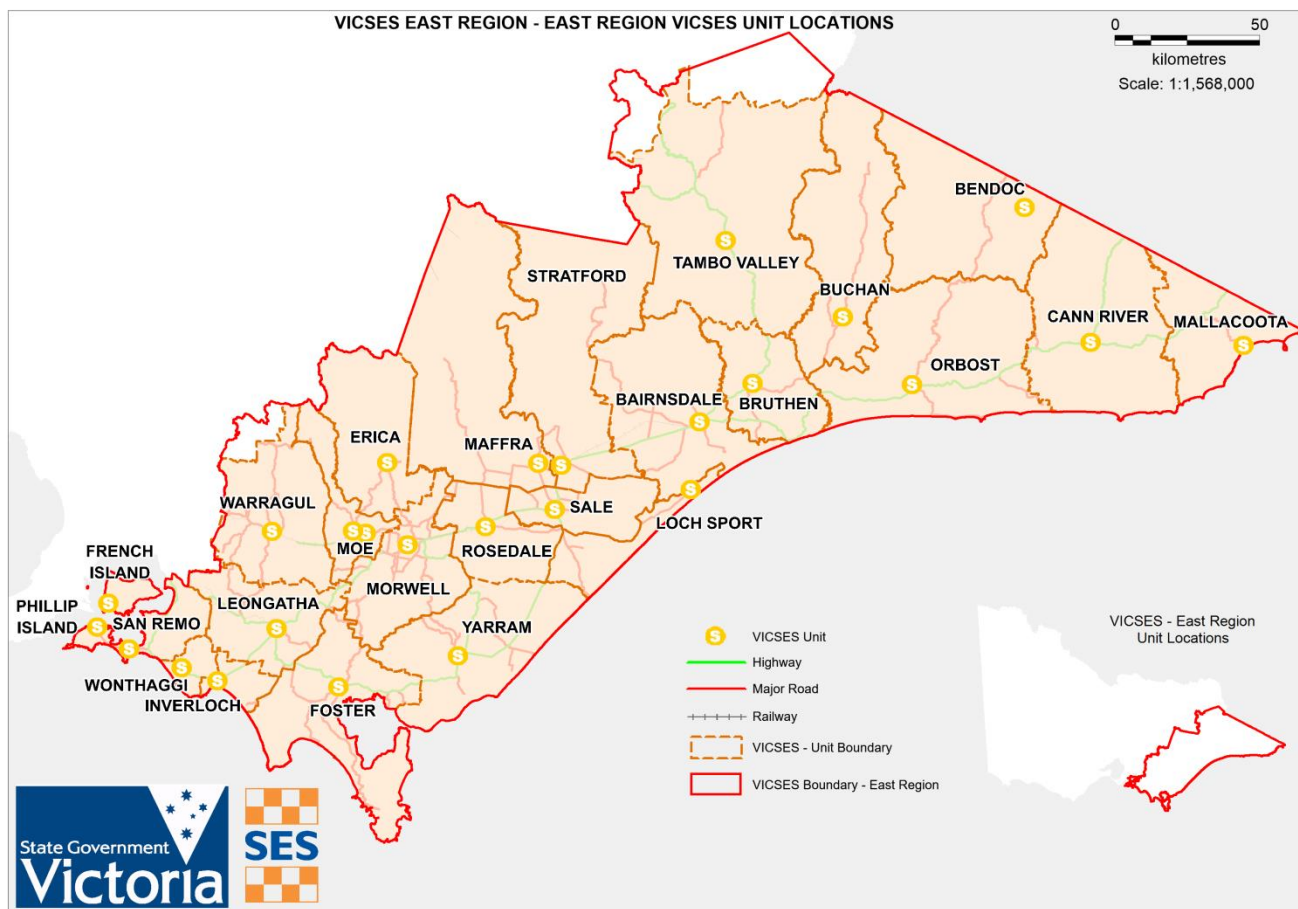 VICSES EAST REGION - EAST REGION VICSES UNIT LOCATIONS
0 50
kilometres
Scale: 1:1,568,000
BENDOC
TAMBO VALLEY
STRATFORD
BUCHAN
CANN RIVER
MALLACOOTA
ORBOST
BAIRNSDALE
BRUTHEN
ERICA
MAFFRA
WARRAGUL
SALE
LOCH SPORT
MOE
ROSEDALE
FRENCH
ISLAND
MORWELL
LEONGATHA
PHILLIP
ISLAND
SAN REMO
YARRAM
WONTHAGGI
INVERLOCH
FOSTER
S VICSES Unit
Highway
Major Road
Railway
VICSES - Unit Boundary
VICSES Boundary - East Region
VICSES - East Region
Unit Locations
State Government
Victoria
SES